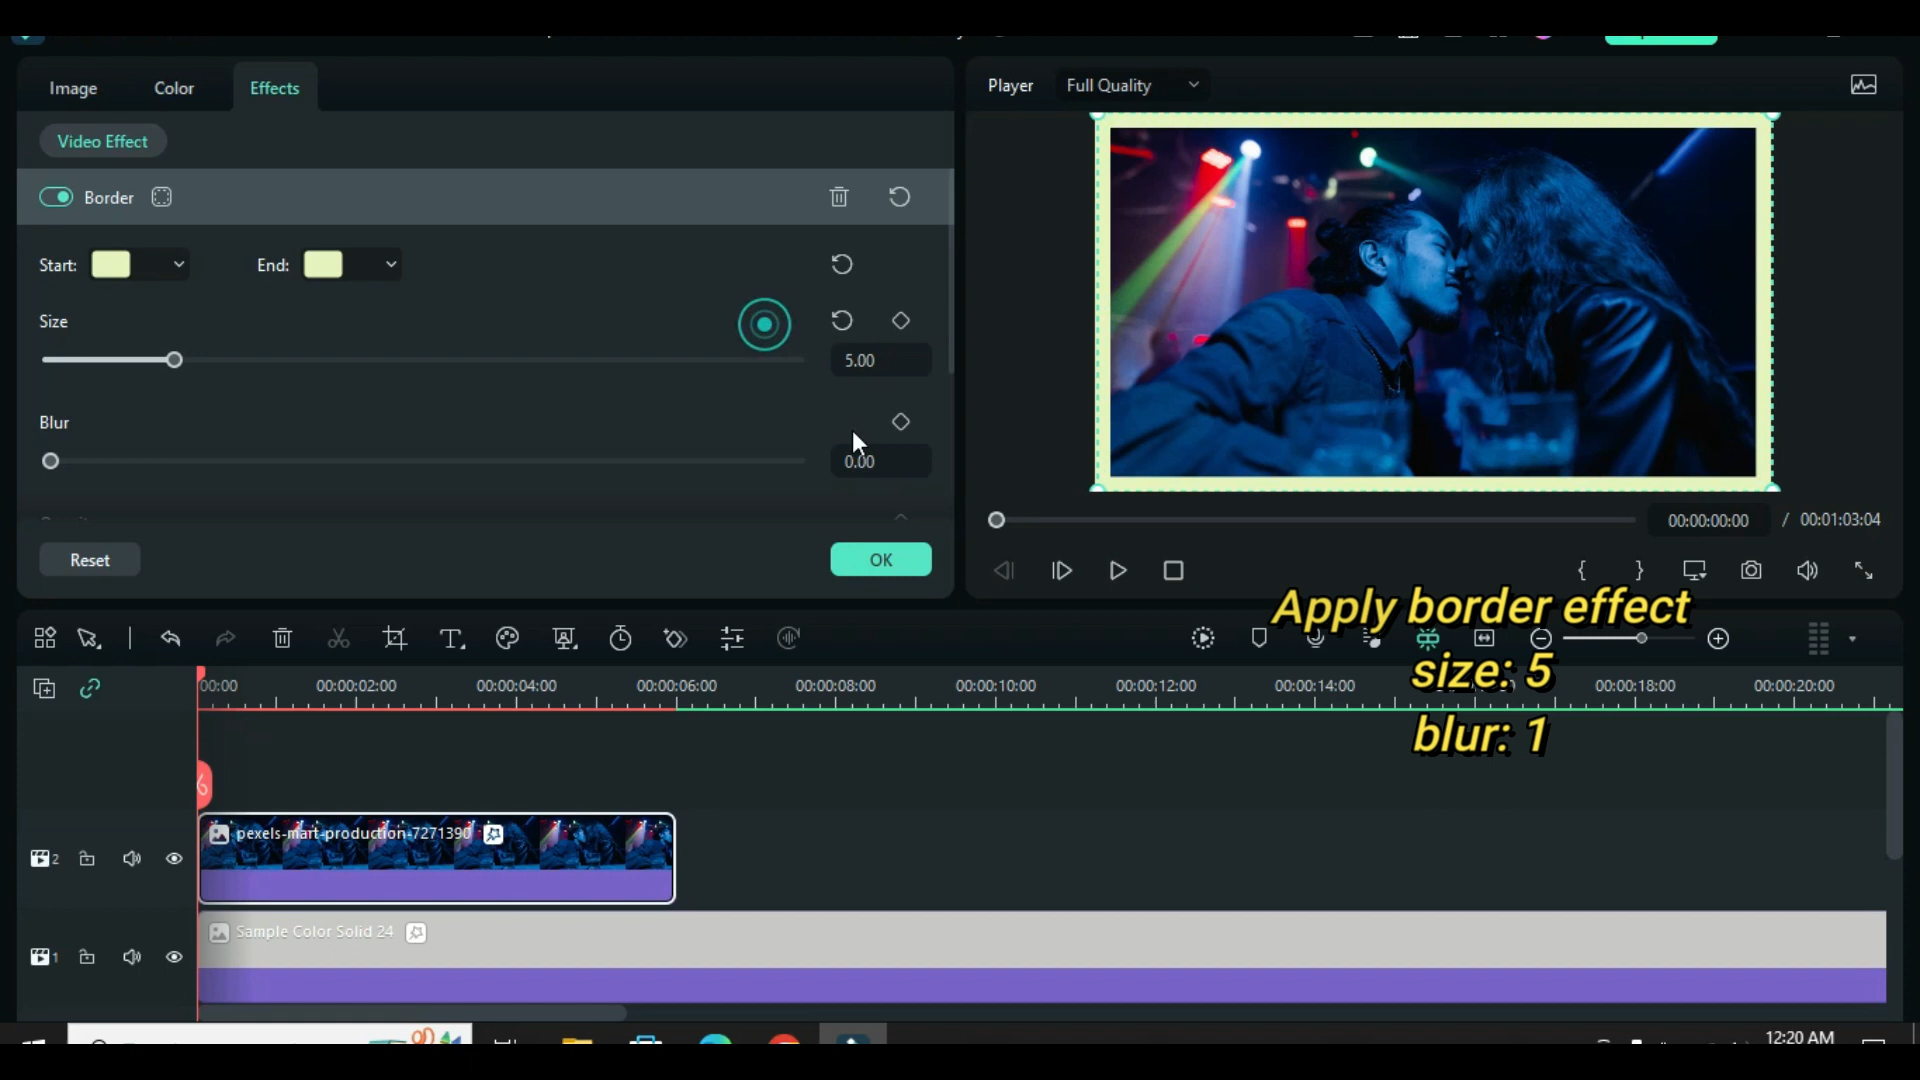 Image
Color
Effects
Player
Full Quality
Video Effect
Border
Start:
End:
Size
5.00
Blur
0.00
Reset
OK
00:00:00:00
/ 00:01:03:04
Apply border effect
size: 5
blur: 1
00:00
00:00:02:00
00:00:04:00
00:00:06:00
00:00:08:00
00:00:10:00
00:00:12:00
00:00:14:00
00:00:18:00
00:00:20:00
pexels-mart-production-7271390
2
Sample Color Solid 24
1
12:20 AM